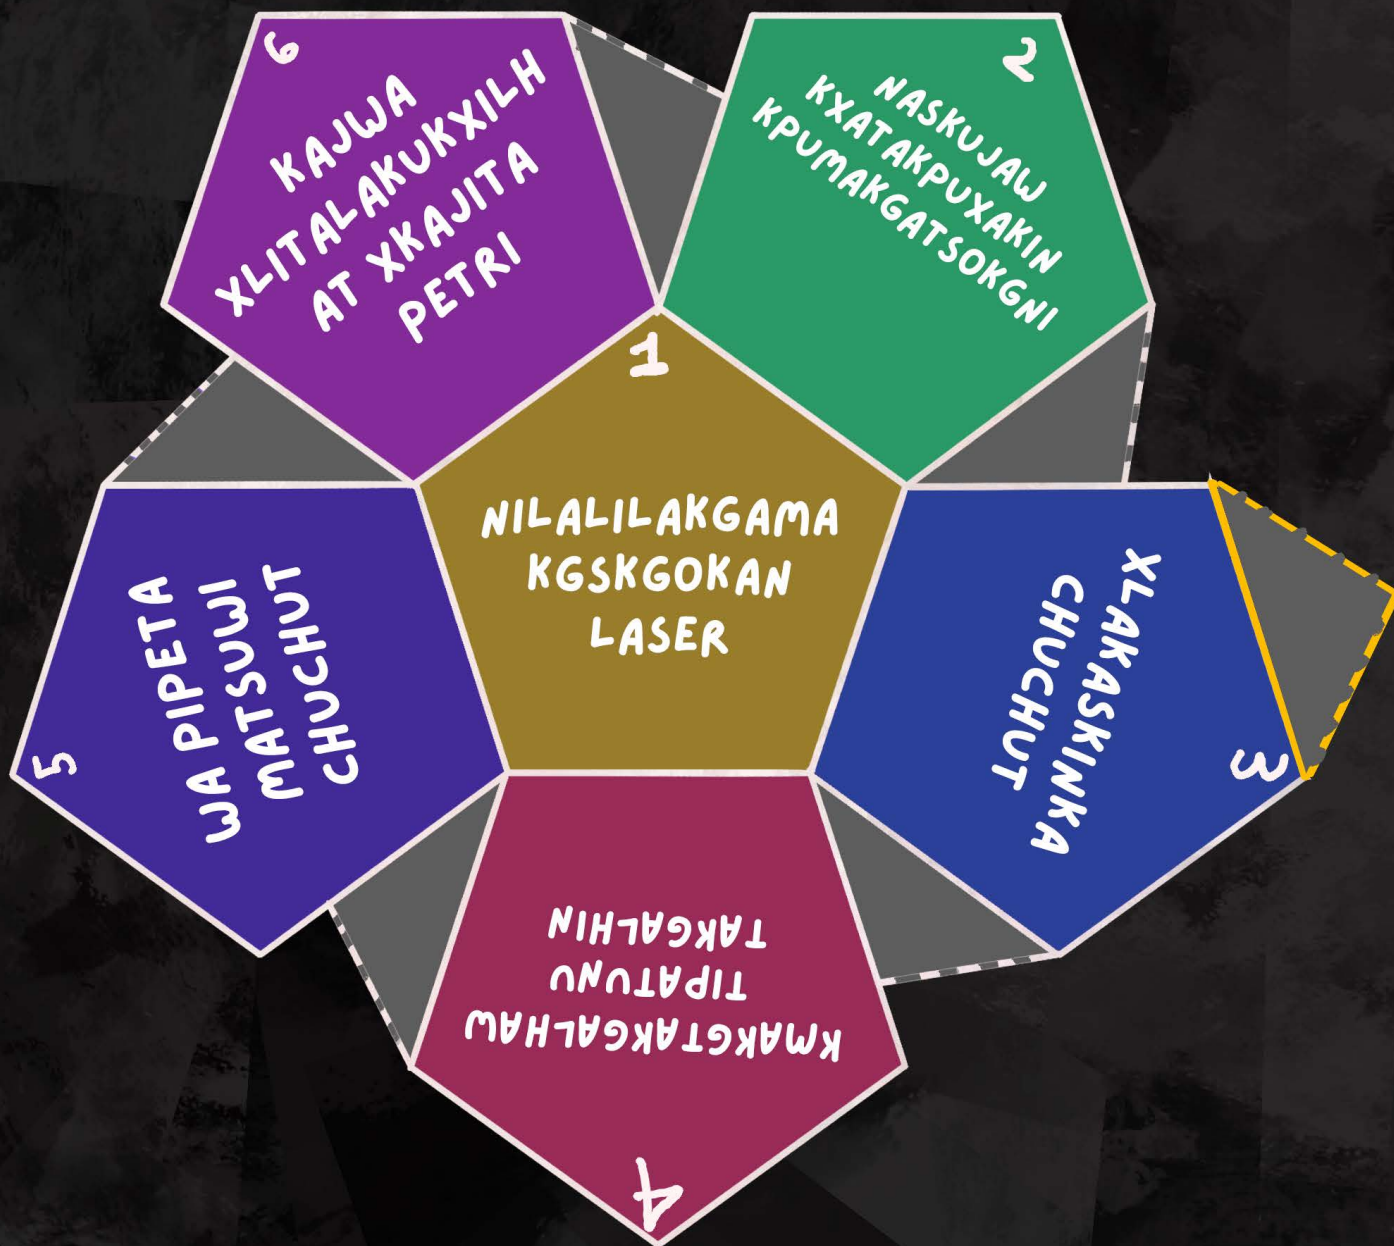 1
NILALILAKGAMA
KGSKGOKAN
LASER
2
NASKUJAW
KXATAKPUXAKIN
KPUMAKGATSOKGNI
3
XLAKASKINKA
CHUCHUT
4
KMAKGTAKGALHAW
TIPATUNU
TAKGALHIN
5
WA PIPETA
MATSUWI
CHUCHUT
6
KAJWA
XLITALAKUKXILH
AT XKAJITA
PETRI